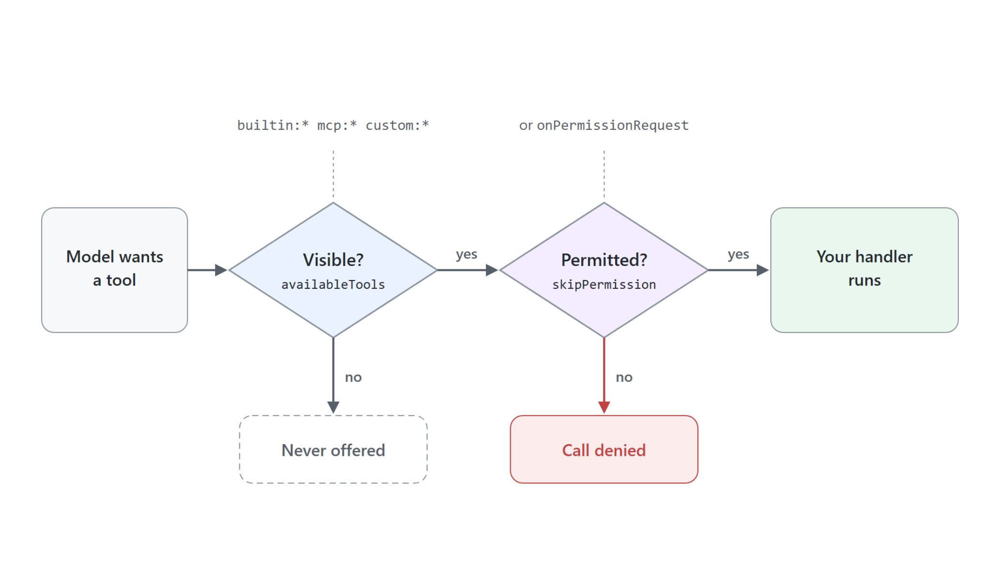 builtin:* mcp:* custom:*
or onPermissionRequest
Model wants
a tool
Visible?
availableTools
yes
Permitted?
skipPermission
yes
Your handler
runs
no
no
Never offered
Call denied